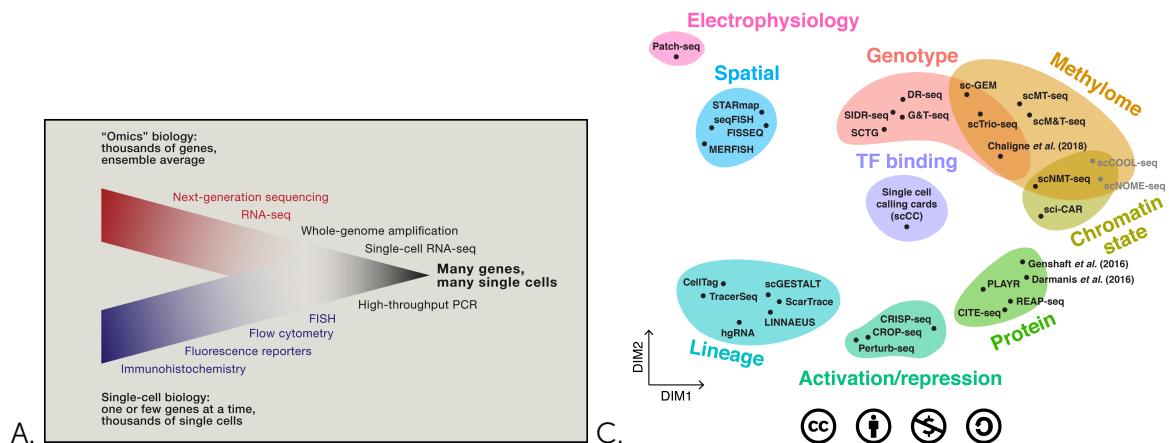 “Omics” biology:
thousands of genes,
ensemble average
Next-generation sequencing
RNA-seq
Whole-genome amplification
Single-cell RNA-seq
Many genes,
many single cells
High-throughput PCR
FISH
Flow cytometry
Fluorescence reporters
Immunohistochemistry
Single-cell biology:
one or few genes at a time,
thousands of single cells
A.
Electrophysiology
Patch-seq
Spatial
STARmap
seqFISH
FISSEQ
MERFISH
Genotype
DR-seq
SIDR-seq
G&T-seq
SCTG
Methylome
sc-GEM
scMT-seq
scTrio-seq
scM&T-seq
Chaligne et al. (2018)
scCOOL-seq
scNMT-seq
scNOME-seq
sci-CAR
Chromatin
state
TF binding
Single cell
calling cards
(scCC)
CellTag
TracerSeq
scGESTALT
ScarTrace
LINNAEUS
hgRNA
Lineage
CRISP-seq
CROP-seq
Perturb-seq
Activation/repression
Genshaft et al. (2016)
Darmanis et al. (2016)
PLAYR
REAP-seq
CITE-seq
Protein
DIM2
DIM1
C.
cc